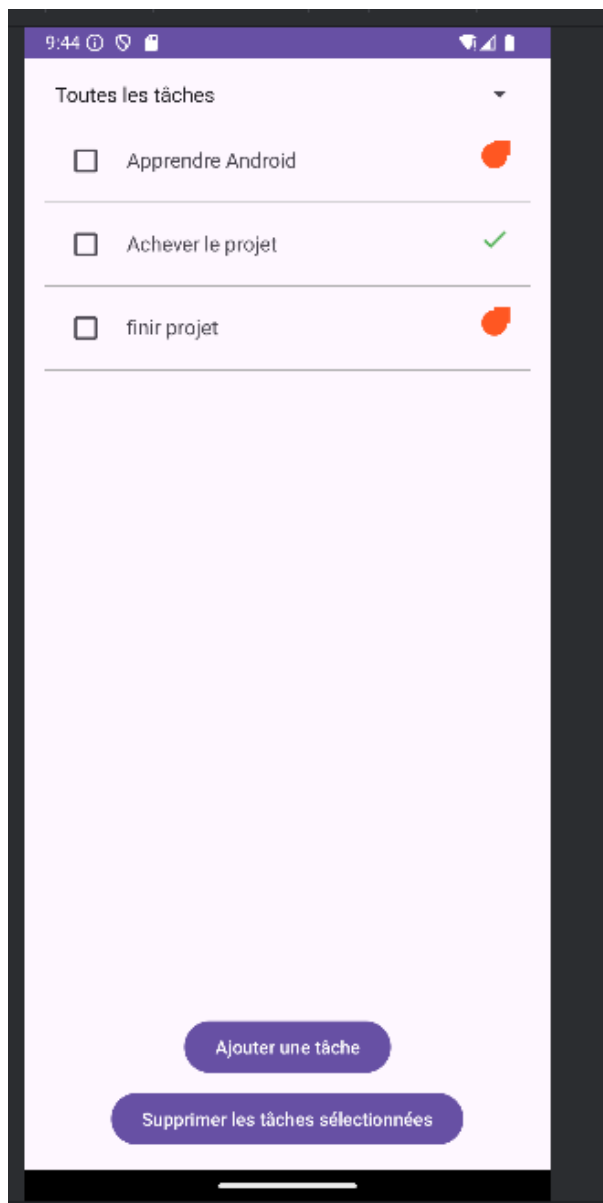 9:44
Toutes les tâches
Apprendre Android
Achever le projet
finir projet
Ajouter une tâche
Supprimer les tâches sélectionnées